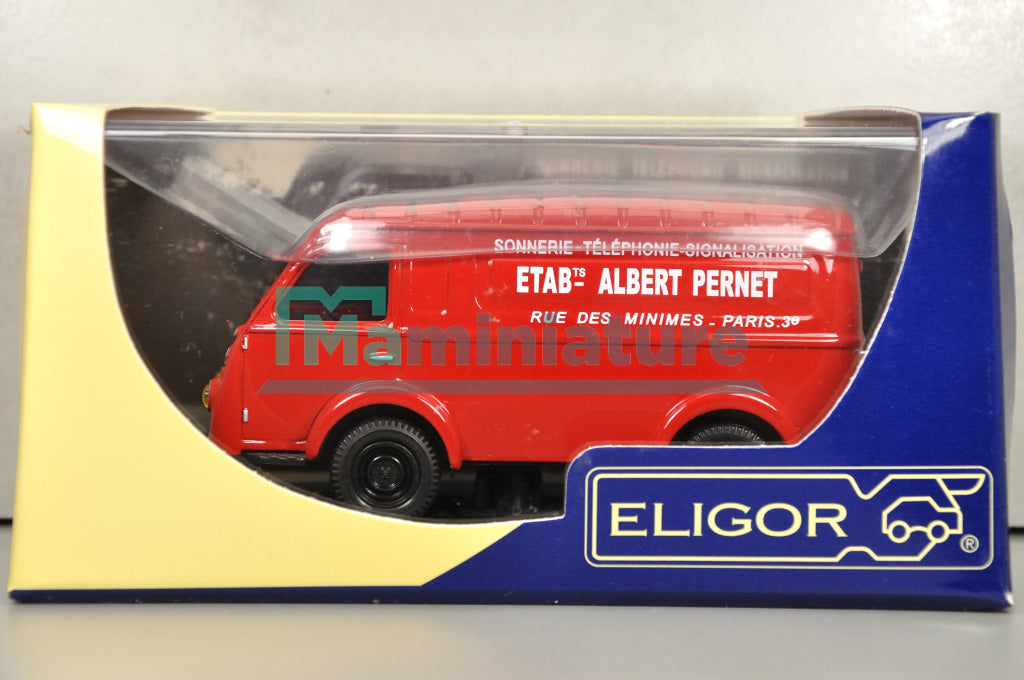 SONNERIE-TÉLÉPHONIE-SIGNALISATION
ETABTS- ALBERT PERNET
RUE DES MINIMES - PARIS.3e
Maminiature
ELIGOR
®